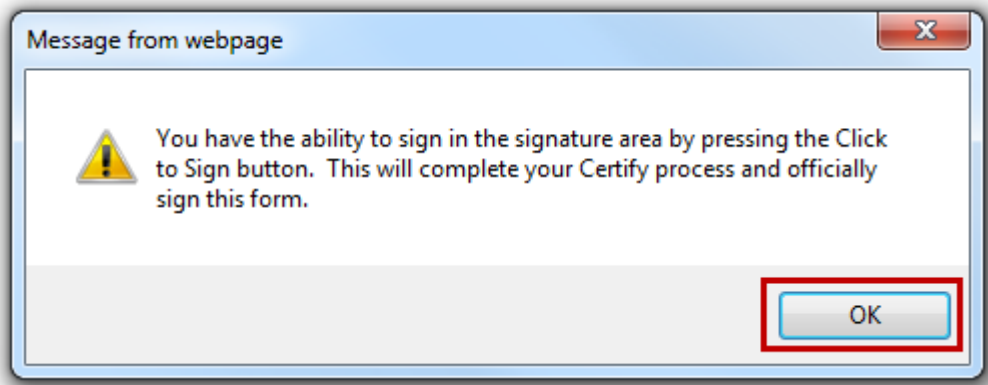 Message from webpage
You have the ability to sign in the signature area by pressing the Click
to Sign button.  This will complete your Certify process and officially
sign this form.
OK